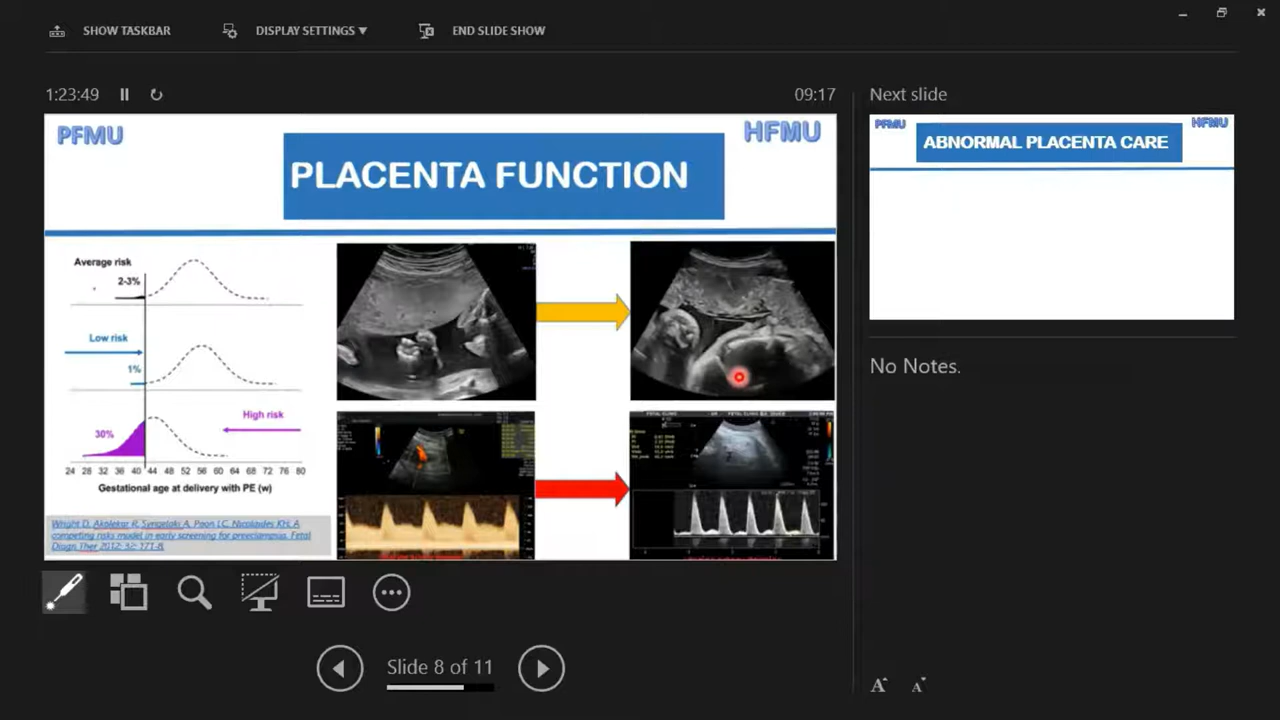 SHOW TASKBAR
DISPLAY SETTINGS
END SLIDE SHOW
1:23:49
09:17
Next slide
PFMU
HFMU
PLACENTA FUNCTION
Average risk
2-3%
Low risk
1%
High risk
30%
24 28 32 36 40 44 48 52 56 60 64 68 72 76 80
Gestational age at delivery with PE (w)
Wright D, Akolekar R, Syngelaki A, Poon LC, Nicolaides KH. A
competing risks model in early screening for preeclampsia. Fetal
Diagn Ther 2012; 32: 171-8.
PFMU
HFMU
ABNORMAL PLACENTA CARE
No Notes.
Slide 8 of 11
A
A